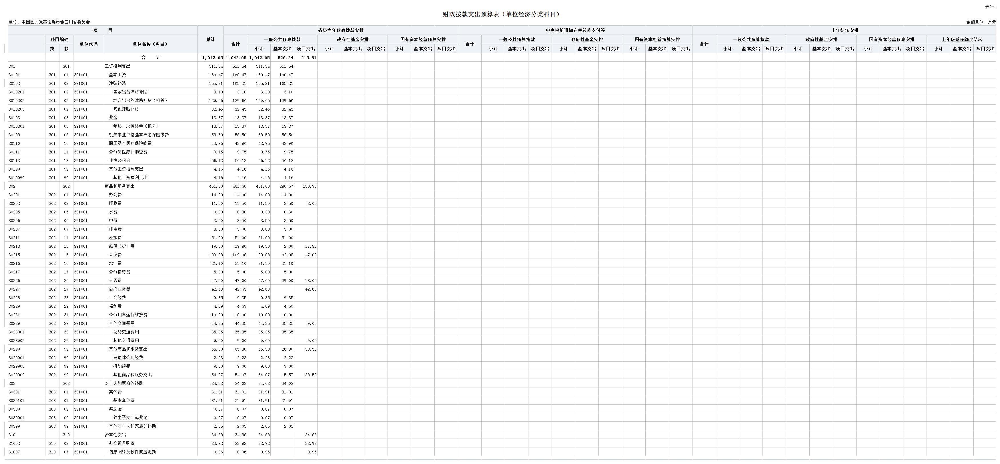 表2-1
财政拨款支出预算表（单位经济分类科目）
单位：中国国民党革命委员会四川省委员会 金额单位：万元
项 目 总计 省级当年财政拨款安排 中央提前通知专项转移支付等 上年结转安排
科目编码 单位代码 单位名称（科目） 合计 一般公共预算拨款 政府性基金安排 国有资本经营预算安排 合计 一般公共预算拨款 政府性基金安排 国有资本经营预算安排 合计 一般公共预算拨款 政府性基金安排 国有资本经营预算安排 上年应返还额度结转
类 款 小计 基本支出 项目支出 小计 基本支出 项目支出 小计 基本支出 项目支出 小计 基本支出 项目支出 小计 基本支出 项目支出 小计 基本支出 项目支出 小计 基本支出 项目支出 小计 基本支出 项目支出 小计 基本支出 项目支出 小计 基本支出 项目支出
合 计 1,042.05 1,042.05 1,042.05 826.24 215.81
301 301 工资福利支出 511.54 511.54 511.54 511.54
30101 301 01 391001 基本工资 160.47 160.47 160.47 160.47
30102 301 02 391001 津贴补贴 165.21 165.21 165.21 165.21
3010201 301 02 391001 国家出台津贴补贴 3.10 3.10 3.10 3.10
3010202 301 02 391001 地方出台的津贴补贴（机关） 129.66 129.66 129.66 129.66
3010203 301 02 391001 其他津贴补贴 32.45 32.45 32.45 32.45
30103 301 03 391001 奖金 13.37 13.37 13.37 13.37
3010301 301 03 391001 年终一次性奖金（机关） 13.37 13.37 13.37 13.37
30108 301 08 391001 机关事业单位基本养老保险缴费 58.50 58.50 58.50 58.50
30110 301 10 391001 职工基本医疗保险缴费 43.96 43.96 43.96 43.96
30111 301 11 391001 公务员医疗补助缴费 9.75 9.75 9.75 9.75
30113 301 13 391001 住房公积金 56.12 56.12 56.12 56.12
30199 301 99 391001 其他工资福利支出 4.16 4.16 4.16 4.16
3019999 301 99 391001 其他工资福利支出 4.16 4.16 4.16 4.16
302 302 商品和服务支出 461.60 461.60 461.60 280.67 180.93
30201 302 01 391001 办公费 14.00 14.00 14.00 14.00
30202 302 02 391001 印刷费 11.50 11.50 11.50 3.50 8.00
30205 302 05 391001 水费 0.30 0.30 0.30 0.30
30206 302 06 391001 电费 3.50 3.50 3.50 3.50
30207 302 07 391001 邮电费 3.00 3.00 3.00 3.00
30211 302 11 391001 差旅费 51.00 51.00 51.00 51.00
30213 302 13 391001 维修（护）费 19.80 19.80 19.80 2.00 17.80
30215 302 15 391001 会议费 109.08 109.08 109.08 62.08 47.00
30216 302 16 391001 培训费 21.10 21.10 21.10 21.10
30217 302 17 391001 公务接待费 5.00 5.00 5.00 5.00
30226 302 26 391001 劳务费 47.00 47.00 47.00 29.00 18.00
30227 302 27 391001 委托业务费 42.63 42.63 42.63 42.63
30228 302 28 391001 工会经费 9.35 9.35 9.35 9.35
30229 302 29 391001 福利费 4.69 4.69 4.69 4.69
30231 302 31 391001 公务用车运行维护费 10.00 10.00 10.00 10.00
30239 302 39 391001 其他交通费用 44.35 44.35 44.35 35.35 9.00
3023901 302 39 391001 公务交通费用 35.35 35.35 35.35 35.35
3023902 302 39 391001 其他交通费用 9.00 9.00 9.00 9.00
30299 302 99 391001 其他商品和服务支出 65.30 65.30 65.30 26.80 38.50
3029901 302 99 391001 离退休公用经费 2.23 2.23 2.23 2.23
3029903 302 99 391001 机动经费 9.00 9.00 9.00 9.00
3029909 302 99 391001 其他商品和服务支出 54.07 54.07 54.07 15.57 38.50
303 303 对个人和家庭的补助 34.03 34.03 34.03 34.03
30301 303 01 391001 离休费 31.91 31.91 31.91 31.91
3030101 303 01 391001 基本离休费 31.91 31.91 31.91 31.91
30309 303 09 391001 奖励金 0.07 0.07 0.07 0.07
3030901 303 09 391001 独生子女父母奖励 0.07 0.07 0.07 0.07
30399 303 99 391001 其他对个人和家庭的补助 2.05 2.05 2.05 2.05
310 310 资本性支出 34.88 34.88 34.88 34.88
31002 310 02 391001 办公设备购置 33.92 33.92 33.92 33.92
31007 310 07 391001 信息网络及软件购置更新 0.96 0.96 0.96 0.96